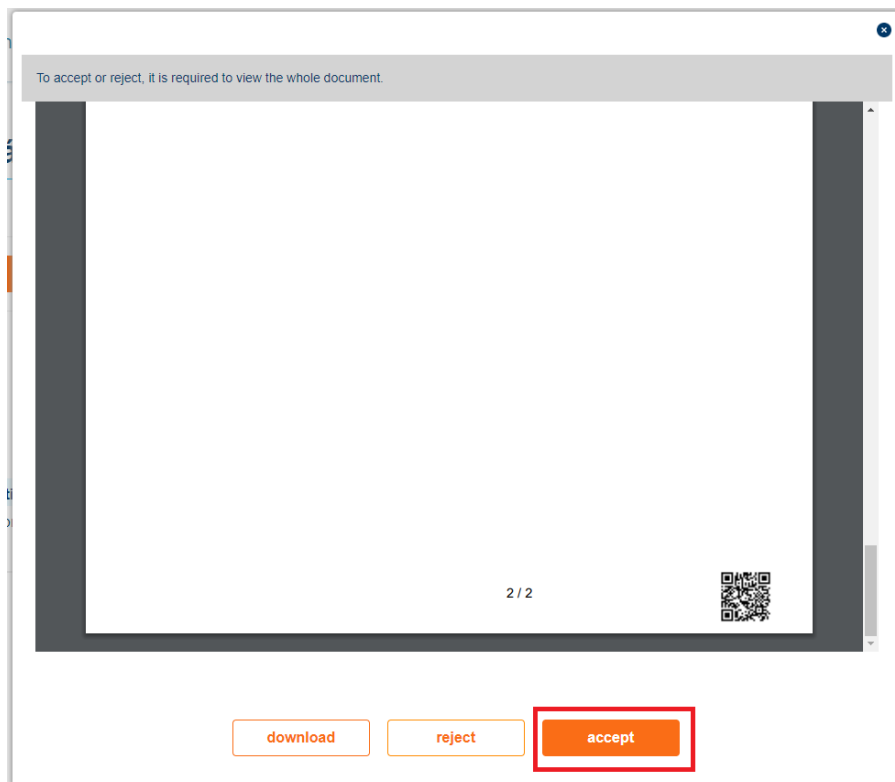 To accept or reject, it is required to view the whole document.
2 / 2
download
reject
accept